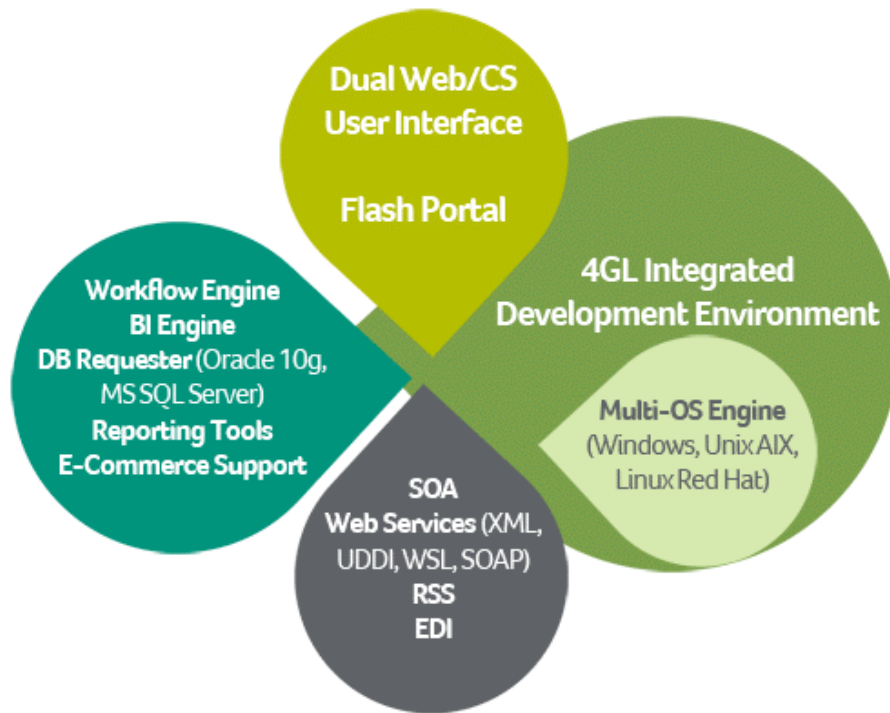 Dual Web/CS
User Interface
Flash Portal
4GL Integrated
Development Environment
Workflow Engine
BI Engine
DB Requester (Oracle 10g,
MS SQL Server)
Reporting Tools
E-Commerce Support
Multi-OS Engine
(Windows, Unix AIX,
Linux Red Hat)
SOA
Web Services (XML,
UDDI, WSL, SOAP)
RSS
EDI